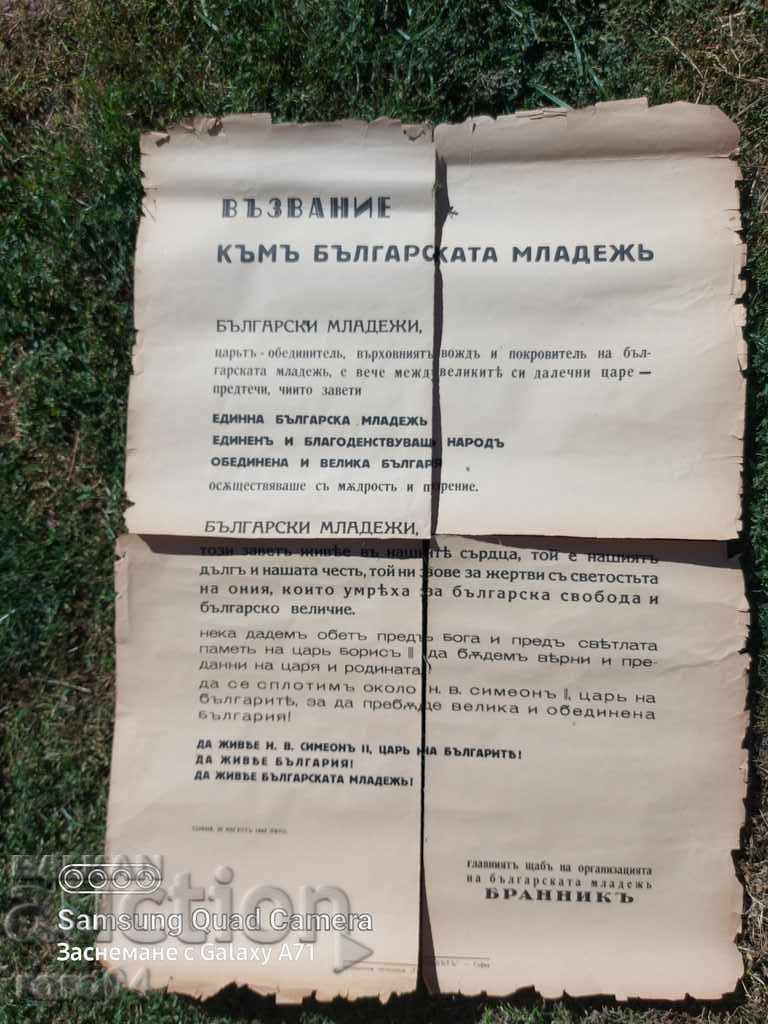 ВЪЗВАНИЕ
КЪМЪ БЪЛГАРСКАТА МЛАДЕЖЬ
БЪЛГАРСКИ МЛАДЕЖИ,
царьтъ-обединитель, върховниятъ вождъ и покровитель на бъл-
гарската младежь, е вече между великитѣ си далечни царе —
предтечи, чиито завети
ЕДИННА БЪЛГАРСКА МЛАДЕЖЬ
ЕДИНЕНЪ И БЛАГОДЕНСТВУВАЩЪ НАРОДЪ
ОБЕДИНЕНА И ВЕЛИКА БЪЛГАРИЯ
осѫществяваше съ мѫдрость и търпение.
БЪЛГАРСКИ МЛАДЕЖИ,
този заветъ живѣе въ нашитѣ сърдца, той е нашиятъ
дългъ и нашата честь, той ни зове за жертви съ светостьта
на ония, които умрѣха за българска свобода и
българско величие.
нека дадемъ обетъ предъ Бога и предъ свѣтлата
паметь на царь Борисъ III да бѫдемъ вѣрни и пре-
данни на царя и родината!
да се сплотимъ около Н. В. Симеонъ II, царь на
българитѣ, за да пребѫде велика и обединена
България!
ДА ЖИВѢЕ Н. В. СИМЕОНЪ II, ЦАРЬ НА БЪЛГАРИТѢ!
ДА ЖИВѢЕ БЪЛГАРИЯ!
ДА ЖИВѢЕ БЪЛГАРСКАТА МЛАДЕЖЬ!
главниятъ щабъ на организацията
на българската младежь
БРАННИКЪ
София
Samsung Quad Camera
Заснемане с Galaxy A71